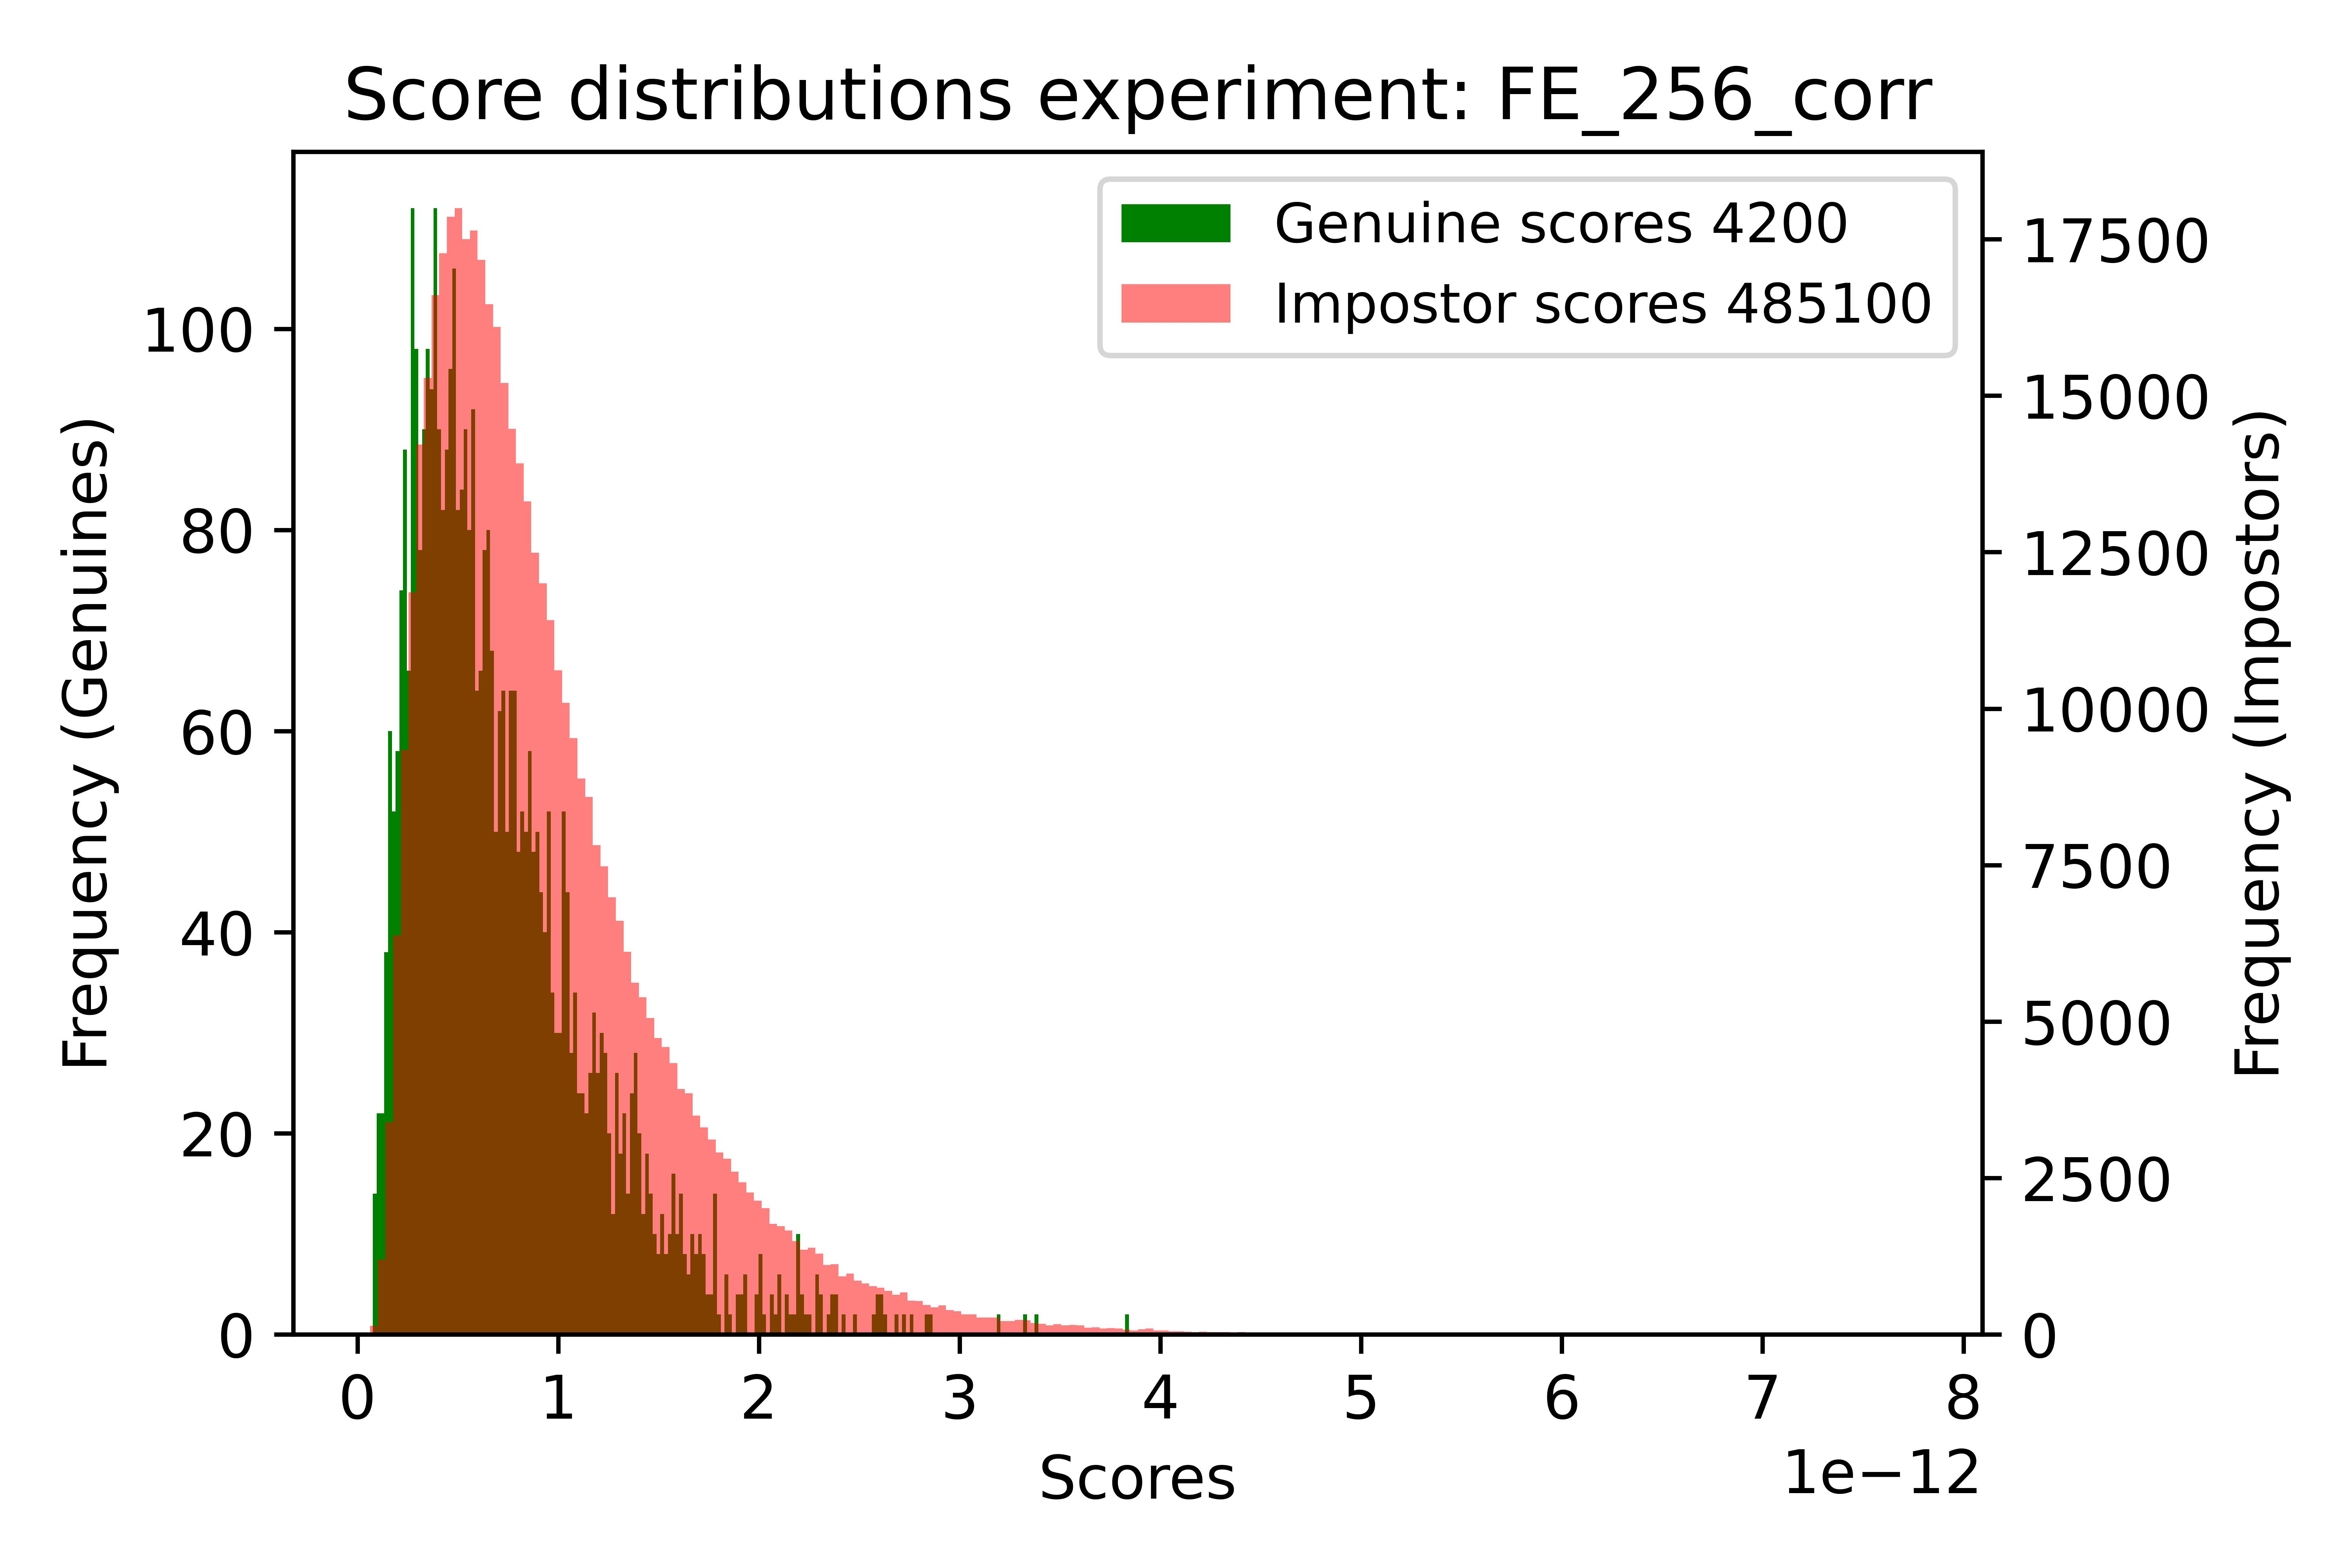 Score distributions experiment: FE_256_corr
Genuine scores 4200
Impostor scores 485100
Frequency (Genuines)
100
80
60
40
20
0
17500
15000
12500
10000
7500
5000
2500
0
Frequency (Impostors)
0 1 2 3 4 5 6 7 8
1e−12
Scores